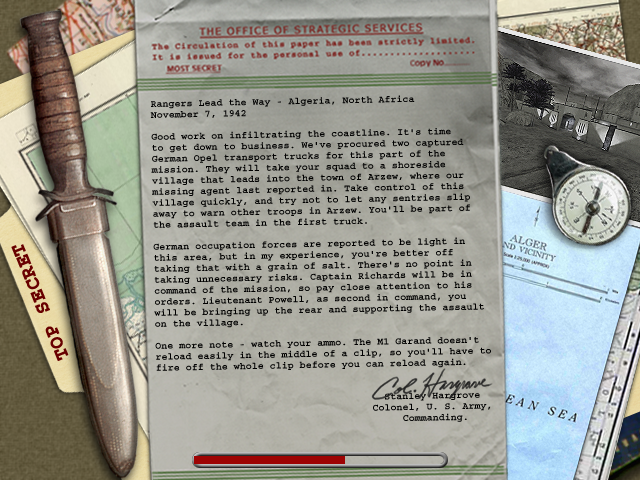 THE OFFICE OF STRATEGIC SERVICES
The Circulation of this paper has been strictly limited.
It is issued for the personal use of..................
MOST SECRET
Copy No........
Rangers Lead the Way - Algeria, North Africa
November 7, 1942
Good work on infiltrating the coastline. It's time
to get down to business. We've procured two captured
German Opel transport trucks for this part of the
mission. They will take your squad to a shoreside
village that leads into the town of Arzew, where our
missing agent last reported in. Take control of this
village quickly, and try not to let any sentries slip
away to warn other troops in Arzew. You'll be part of
the assault team in the first truck.
German occupation forces are reported to be light in
this area, but in my experience, you're better off
taking that with a grain of salt. There's no point in
taking unnecessary risks. Captain Richards will be in
command of the mission, so pay close attention to his
orders. Lieutenant Powell, as second in command, you
will be bringing up the rear and supporting the assault
on the village.
One more note - watch your ammo. The M1 Garand doesn't
reload easily in the middle of a clip, so you'll have to
fire off the whole clip before you can reload again.
Col. Hargrove
Stanley Hargrove
Colonel, U. S. Army,
Commanding.
TOP SECRET
ALGER
ND VICINITY
EAN SEA